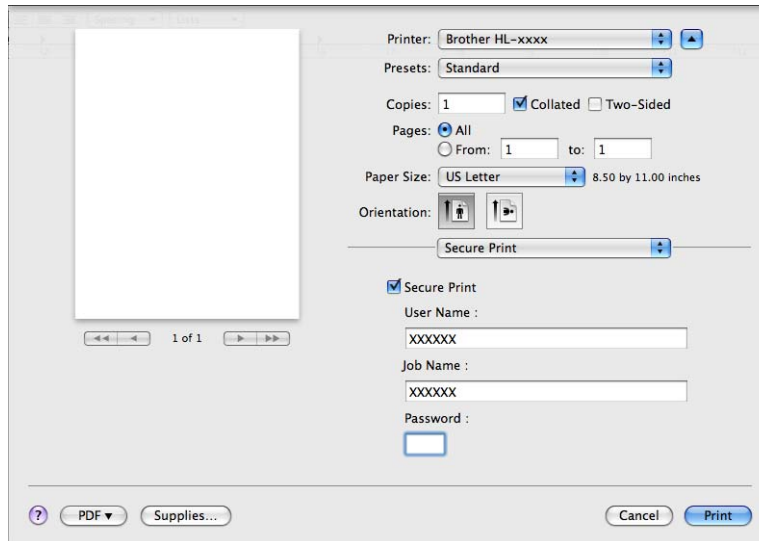 Spacing Lists
Printer: Brother HL-xxxx
Presets: Standard
Copies: 1 Collated Two-Sided
Pages: All
From: 1 to: 1
Paper Size: US Letter 8.50 by 11.00 inches
Orientation:
Secure Print
Secure Print
User Name :
XXXXXX
1 of 1
Job Name :
XXXXXX
Password :
? PDF▼ Supplies... Cancel Print